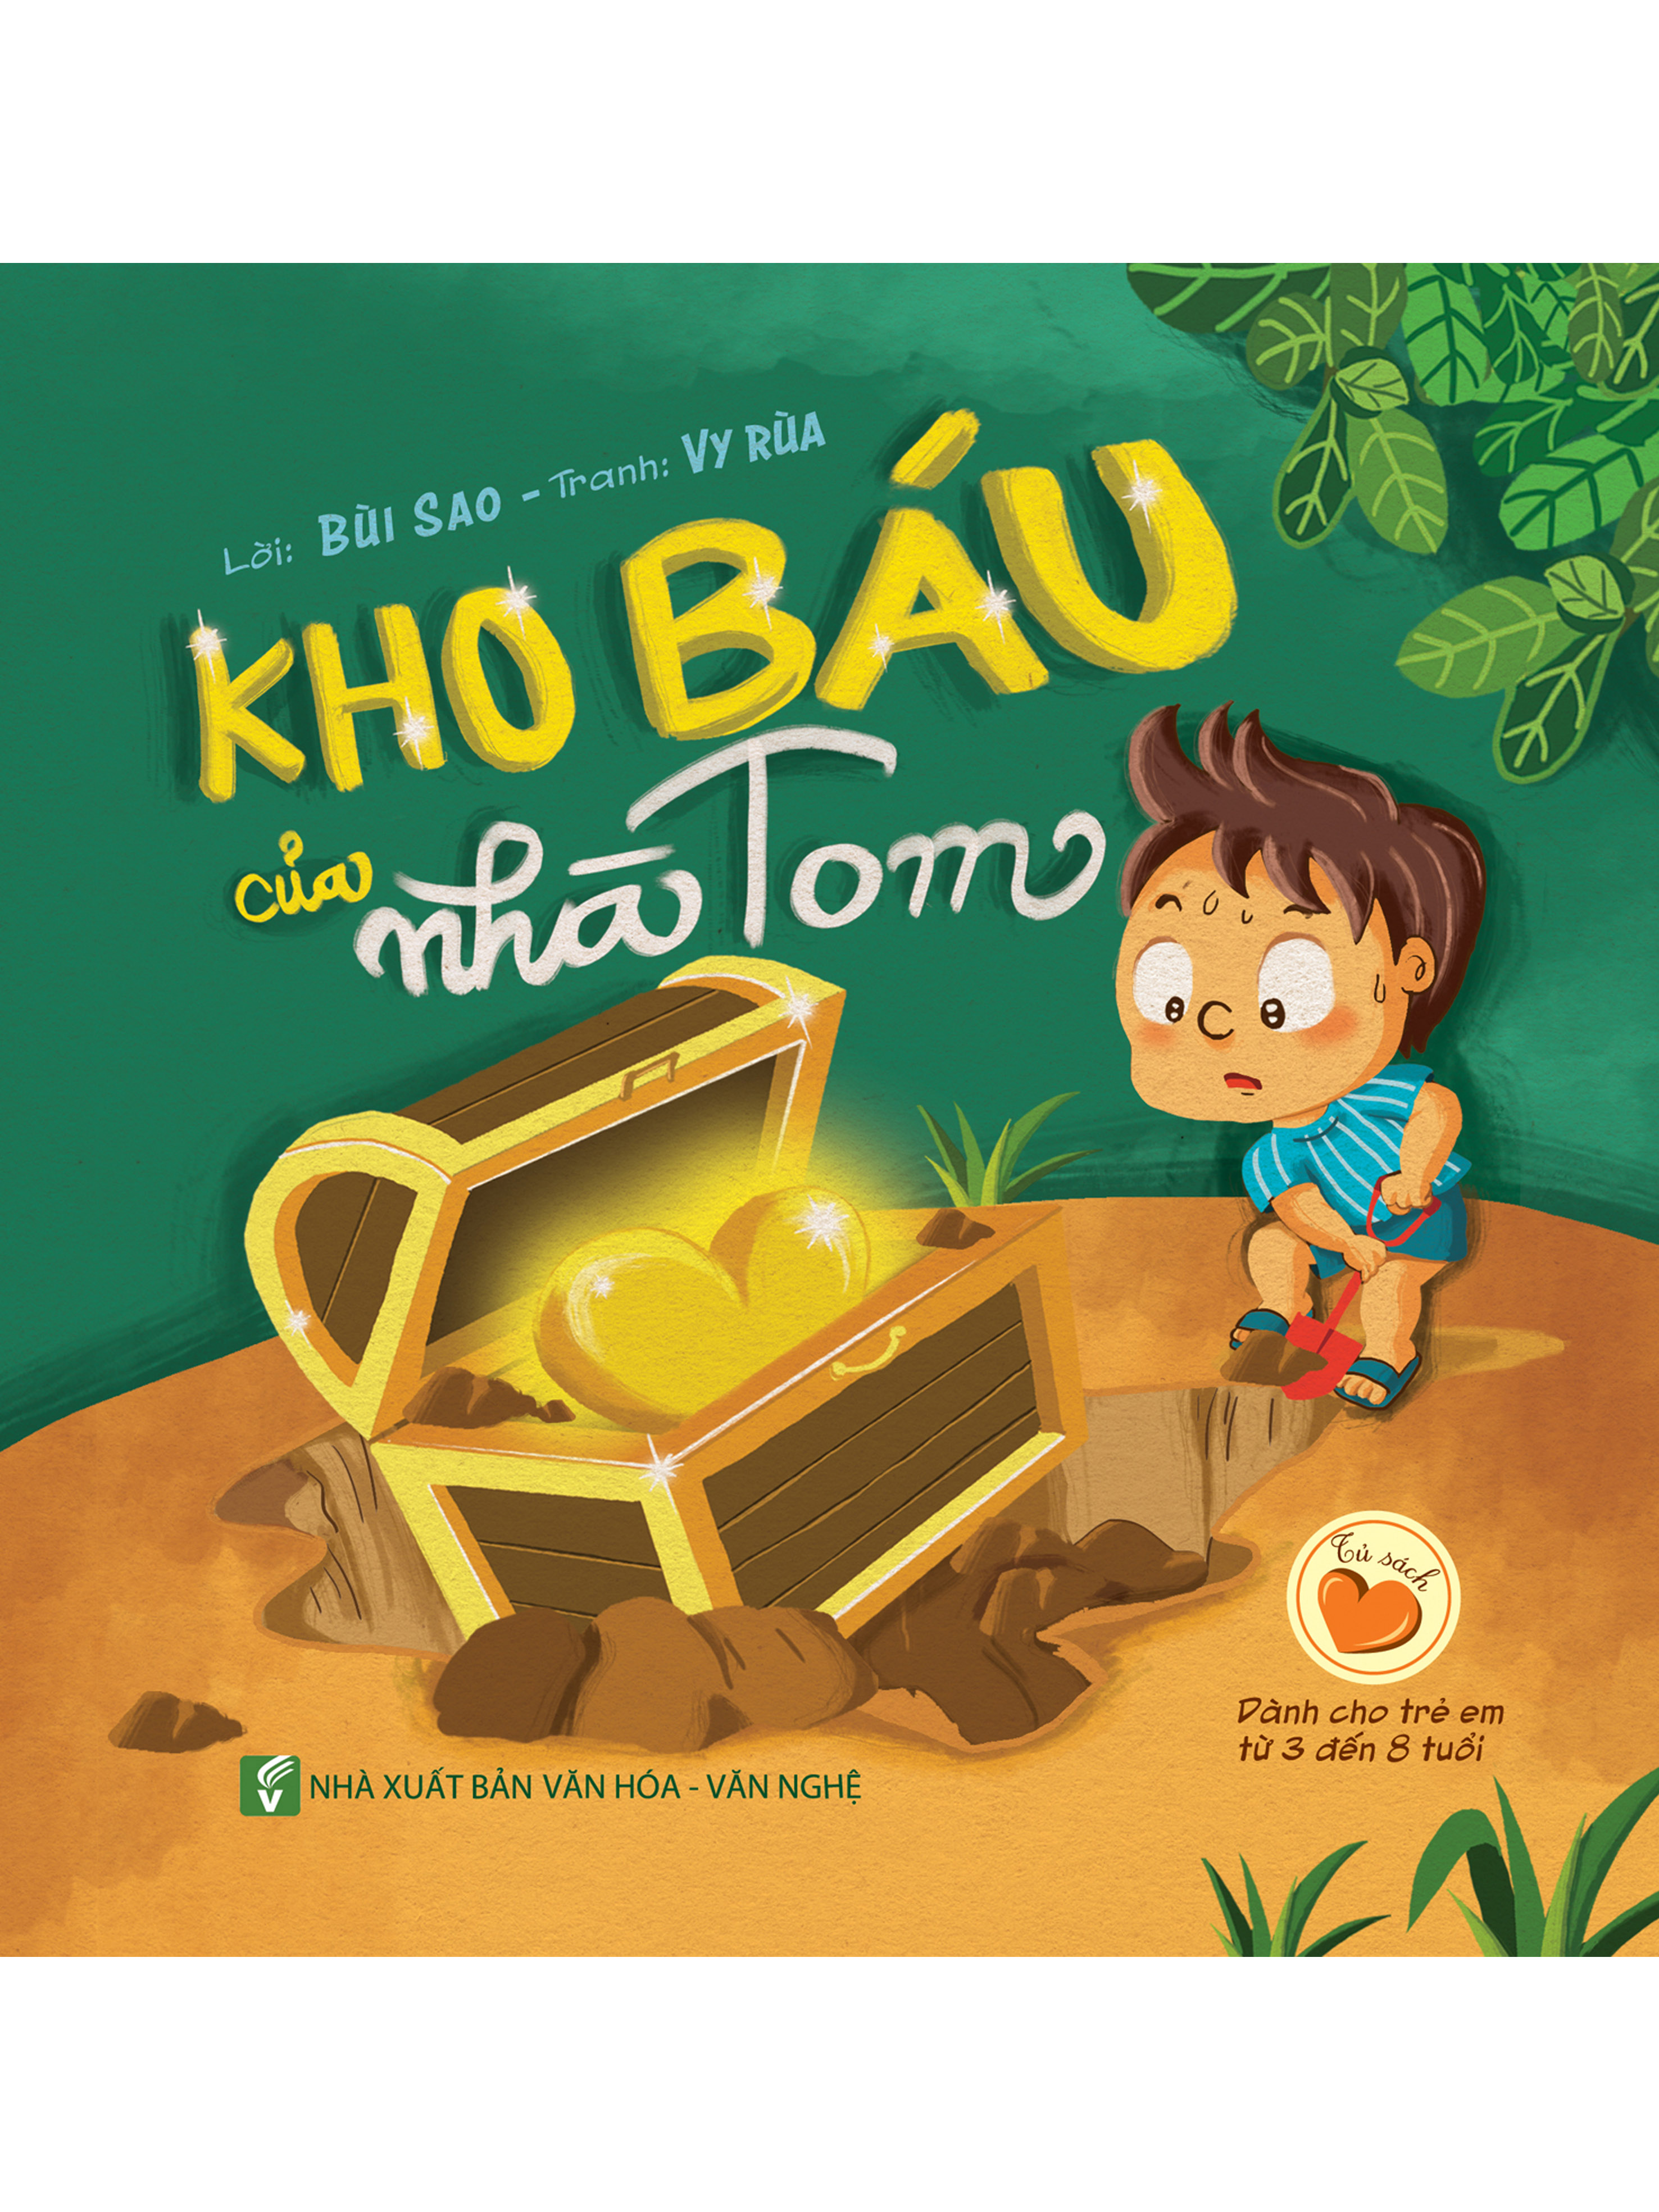 Lời: BÙI SAO - Tranh: VY RÙA
KHO BÁU
của nhà Tom
Tủ sách
Dành cho trẻ em
từ 3 đến 8 tuổi
V NHÀ XUẤT BẢN VĂN HÓA - VĂN NGHỆ